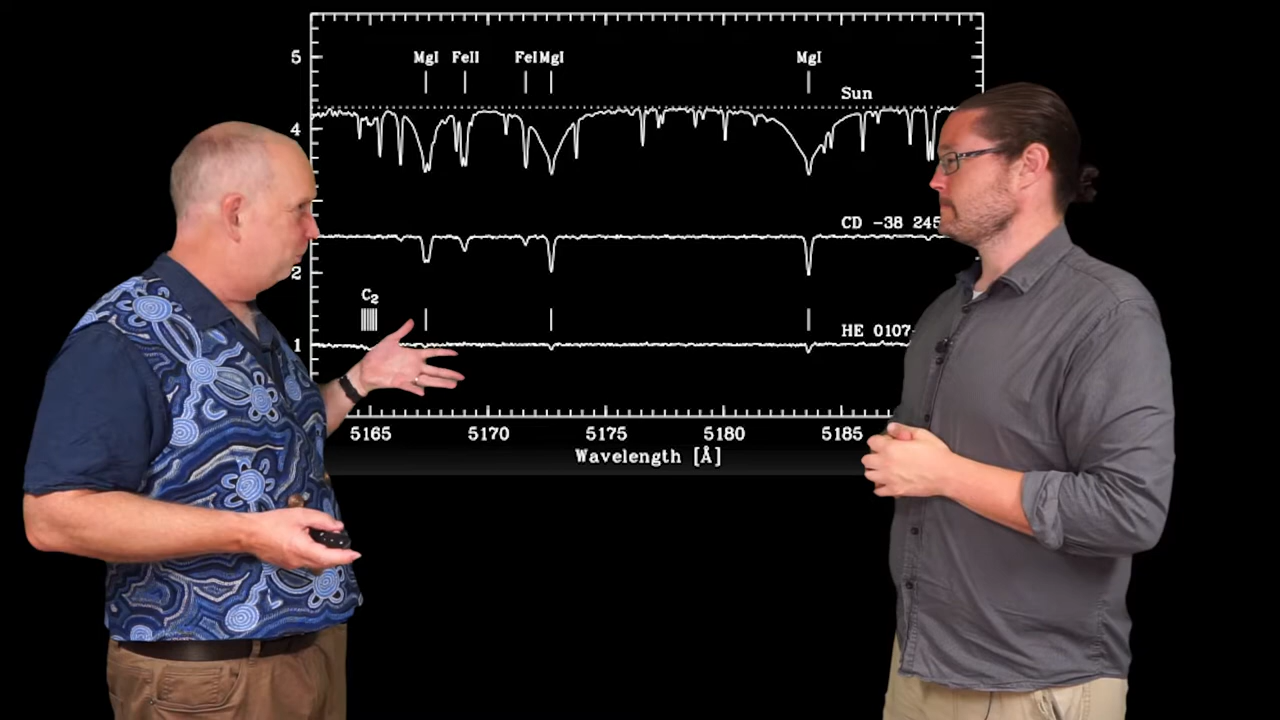 5
MgI FeII FeI MgI MgI
Sun
4
CD -38 245
2
C2
HE 0107-
1
5165 5170 5175 5180 5185
Wavelength [Å]